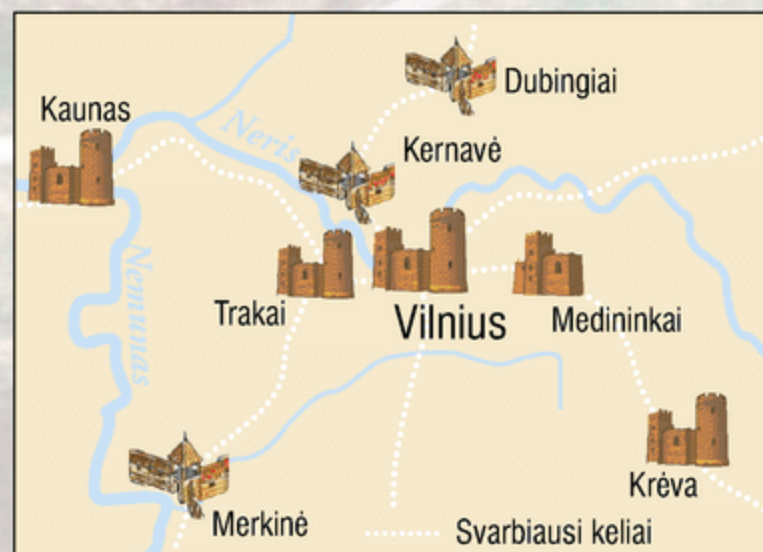 Dubingiai
Kaunas
Neris
Kernavė
Nemunas
Trakai
Vilnius
Medininkai
Krėva
Merkinė
Svarbiausi keliai